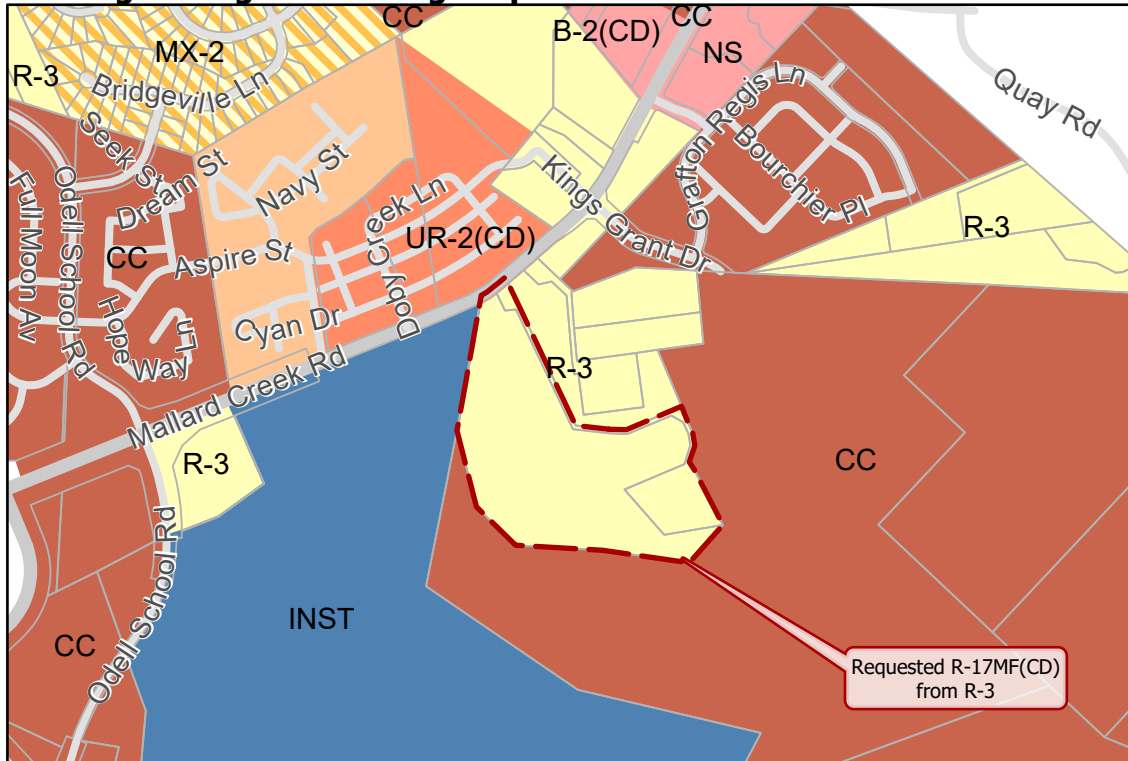 CC
CC
B-2(CD)
MX-2
NS
R-3
Bridgeville Ln
Quay Rd
Grafton Regis Ln
Seek St
Dream St
Navy St
Bourchier Pl
Kings Grant Dr
Odell School Rd
Full Moon Av
Doby Creek Ln
UR-2(CD)
R-3
CC
Aspire St
Hope Way Ln
Cyan Dr
Mallard Creek Rd
R-3
R-3
CC
Odell School Rd
INST
CC
Requested R-17MF(CD)
from R-3